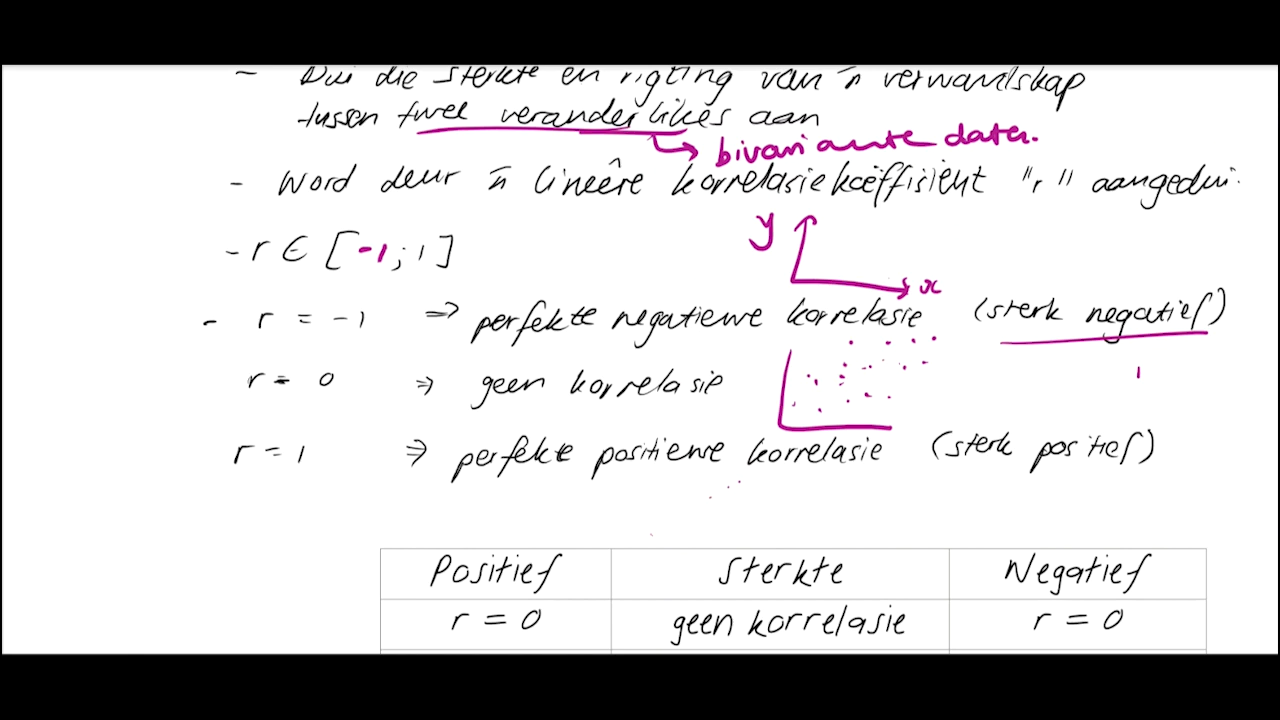 - Dui die sterkte en rigting van 'n verwandskap
tussen twee veranderlikes aan
bivariante data.
- Word deur 'n lineêre korrelasiekoëffisiënt "r" aangedui.
y
- r ∈ [-1; 1]
x
- r = -1 ⇒ perfekte negatiewe korrelasie (sterk negatief)
r = 0 ⇒ geen korrelasie
r = 1 ⇒ perfekte positiewe korrelasie (sterk positief)
Positief Sterkte Negatief
r = 0 geen korrelasie r = 0